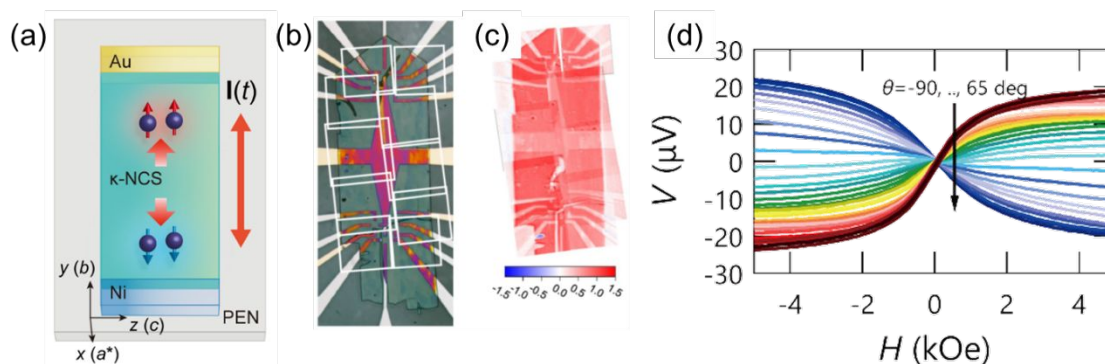 (a)
Au
I(t)
κ-NCS
y (b)
Ni
z (c)
PEN
x (a*)
(b)
(c)
-1.5 -1.0 -0.5 0.0 0.5 1.0 1.5
(d)
30
20
10
0
-10
-20
-30
V (μV)
θ=-90, .., 65 deg
-4 -2 0 2 4
H (kOe)